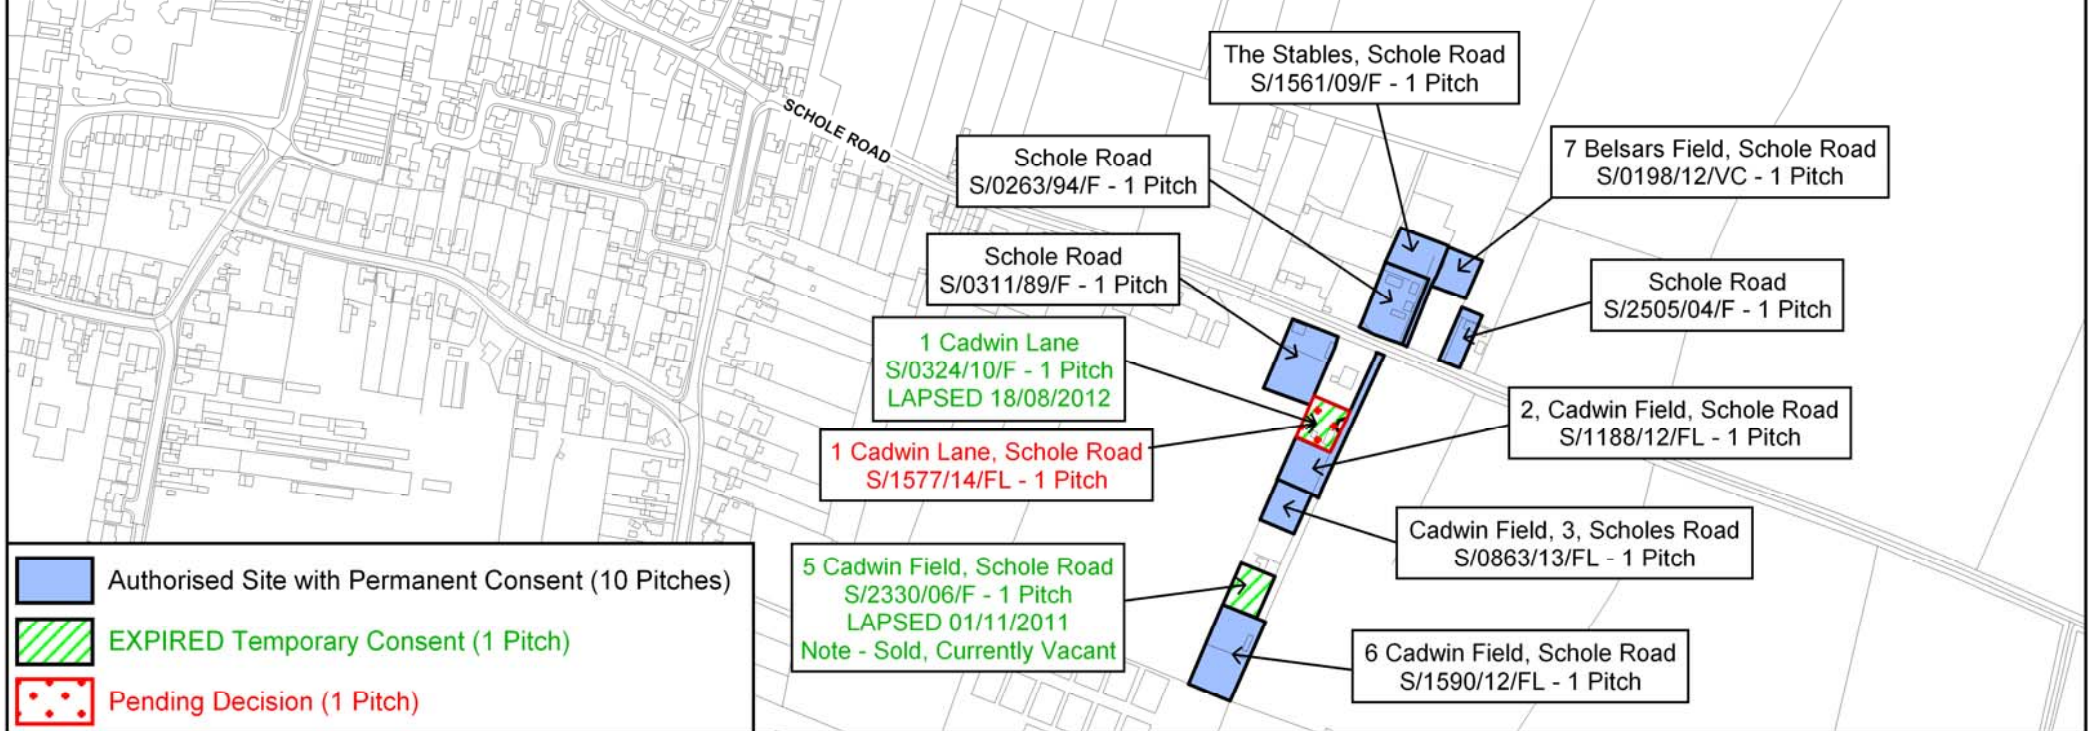 SCHOLE ROAD
The Stables, Schole Road
S/1561/09/F - 1 Pitch
Schole Road
S/0263/94/F - 1 Pitch
7 Belsars Field, Schole Road
S/0198/12/VC - 1 Pitch
Schole Road
S/0311/89/F - 1 Pitch
Schole Road
S/2505/04/F - 1 Pitch
1 Cadwin Lane
S/0324/10/F - 1 Pitch
LAPSED 18/08/2012
2, Cadwin Field, Schole Road
S/1188/12/FL - 1 Pitch
1 Cadwin Lane, Schole Road
S/1577/14/FL - 1 Pitch
Cadwin Field, 3, Scholes Road
S/0863/13/FL - 1 Pitch
5 Cadwin Field, Schole Road
S/2330/06/F - 1 Pitch
LAPSED 01/11/2011
Note - Sold, Currently Vacant
6 Cadwin Field, Schole Road
S/1590/12/FL - 1 Pitch
Authorised Site with Permanent Consent (10 Pitches)
EXPIRED Temporary Consent (1 Pitch)
Pending Decision (1 Pitch)